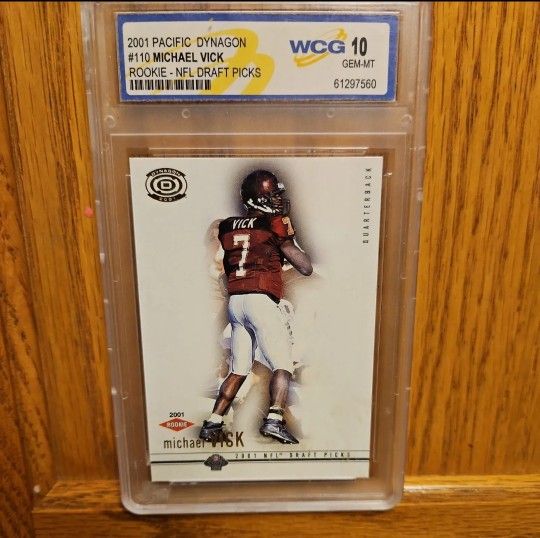 2001 PACIFIC DYNAGON
#110 MICHAEL VICK
ROOKIE - NFL DRAFT PICKS
WCG 10
GEM-MT
61297560
DYNAGON
D
2001
QUARTERBACK
VICK
7
7
2001
ROOKIE
michael VICK
2001 NFL DRAFT PICKS